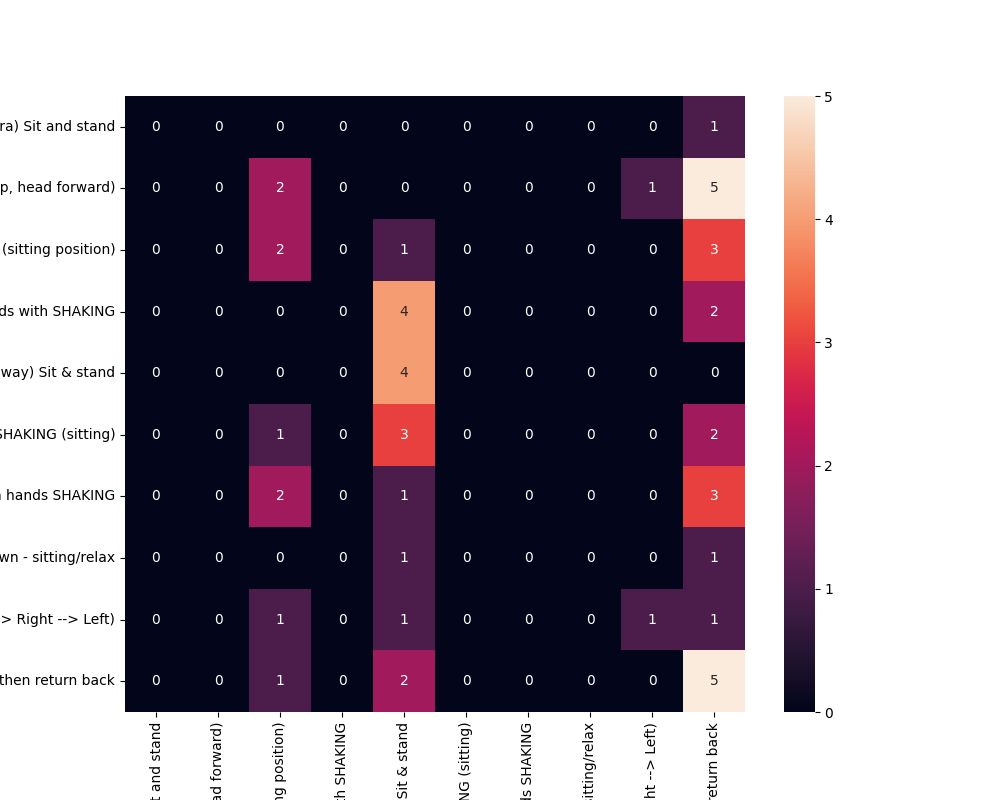 ra) Sit and stand 0 0 0 0 0 0 0 0 0 1
p, head forward) 0 0 2 0 0 0 0 0 1 5
(sitting position) 0 0 2 0 1 0 0 0 0 3
ds with SHAKING 0 0 0 0 4 0 0 0 0 2
way) Sit & stand 0 0 0 0 4 0 0 0 0 0
SHAKING (sitting) 0 0 1 0 3 0 0 0 0 2
hands SHAKING 0 0 2 0 1 0 0 0 0 3
wn - sitting/relax 0 0 0 0 1 0 0 0 0 1
> Right --> Left) 0 0 1 0 1 0 0 0 1 1
then return back 0 0 1 0 2 0 0 0 0 5
t and stand
ad forward)
ng position)
th SHAKING
Sit & stand
NG (sitting)
ds SHAKING
sitting/relax
ht --> Left)
return back
5
4
3
2
1
0